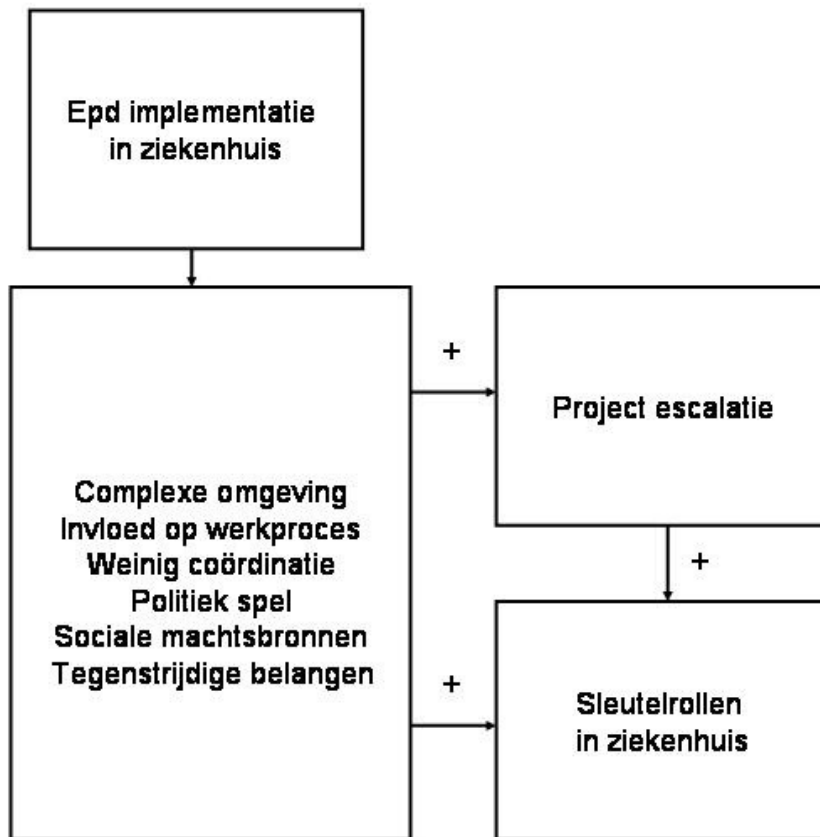 Epd implementatie
in ziekenhuis
+
Project escalatie
Complexe omgeving
Invloed op werkproces
Weinig coördinatie
Politiek spel
Sociale machtsbronnen
Tegenstrijdige belangen
+
+
Sleutelrollen
in ziekenhuis